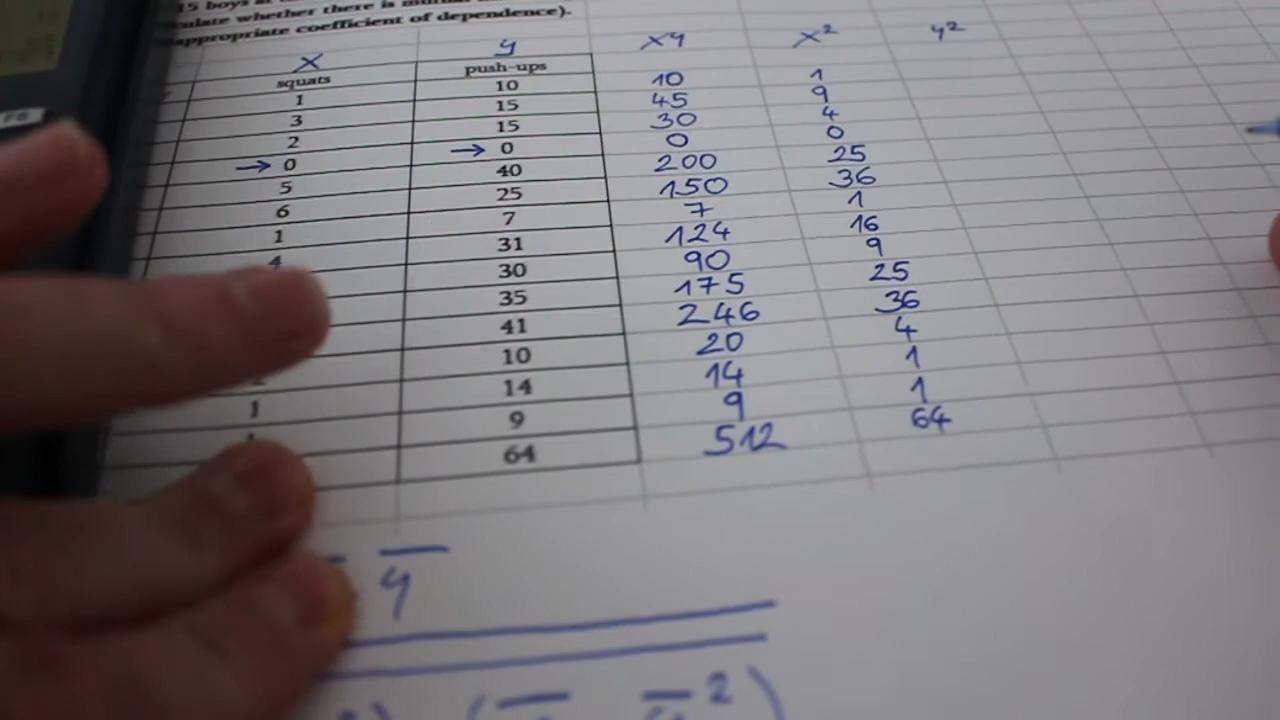 15 boys
whether there is
appropriate coefficient of dependence).
x y xy x² y²
squats push-ups
1 10 10 1
3 15 45 9
2 15 30 4
→ 0 → 0 0 0
5 40 200 25
6 25 150 36
1 7 7 1
4 31 124 16
30 90 9
35 175 25
41 246 36
10 20 4
1 14 14 1
9 9 1
64 512 64
F6
y̅